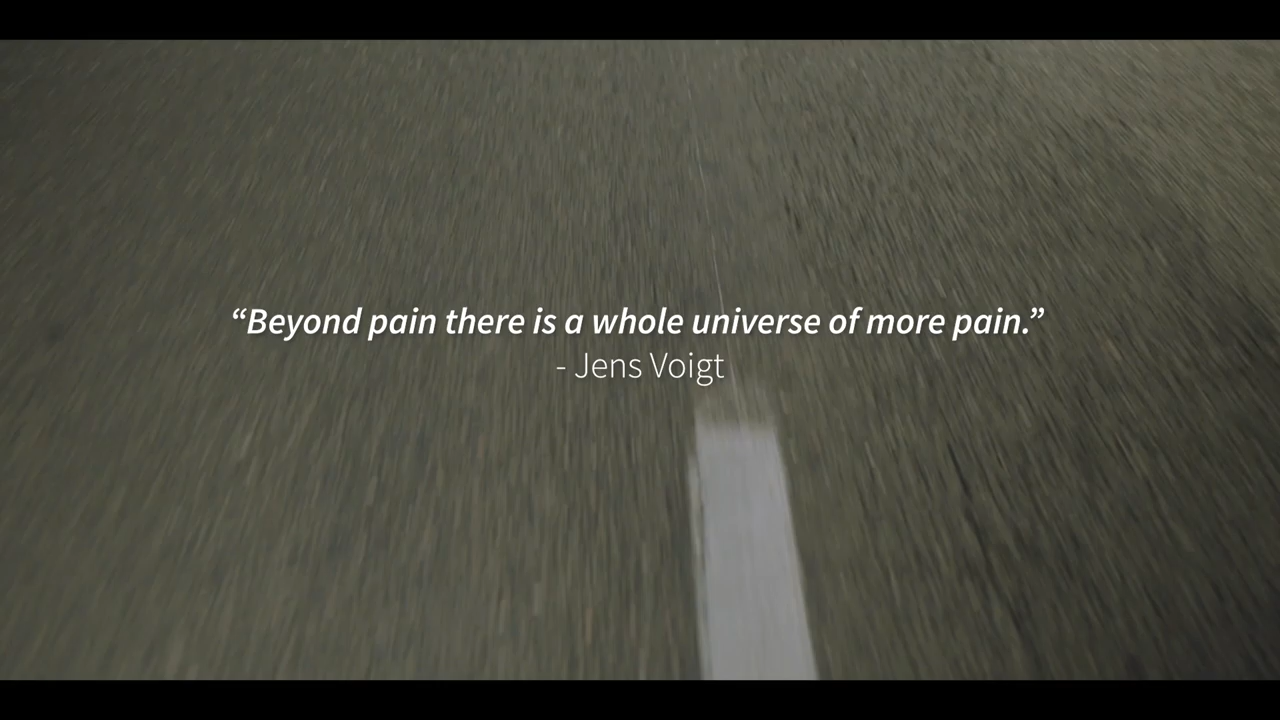 “Beyond pain there is a whole universe of more pain.”
- Jens Voigt